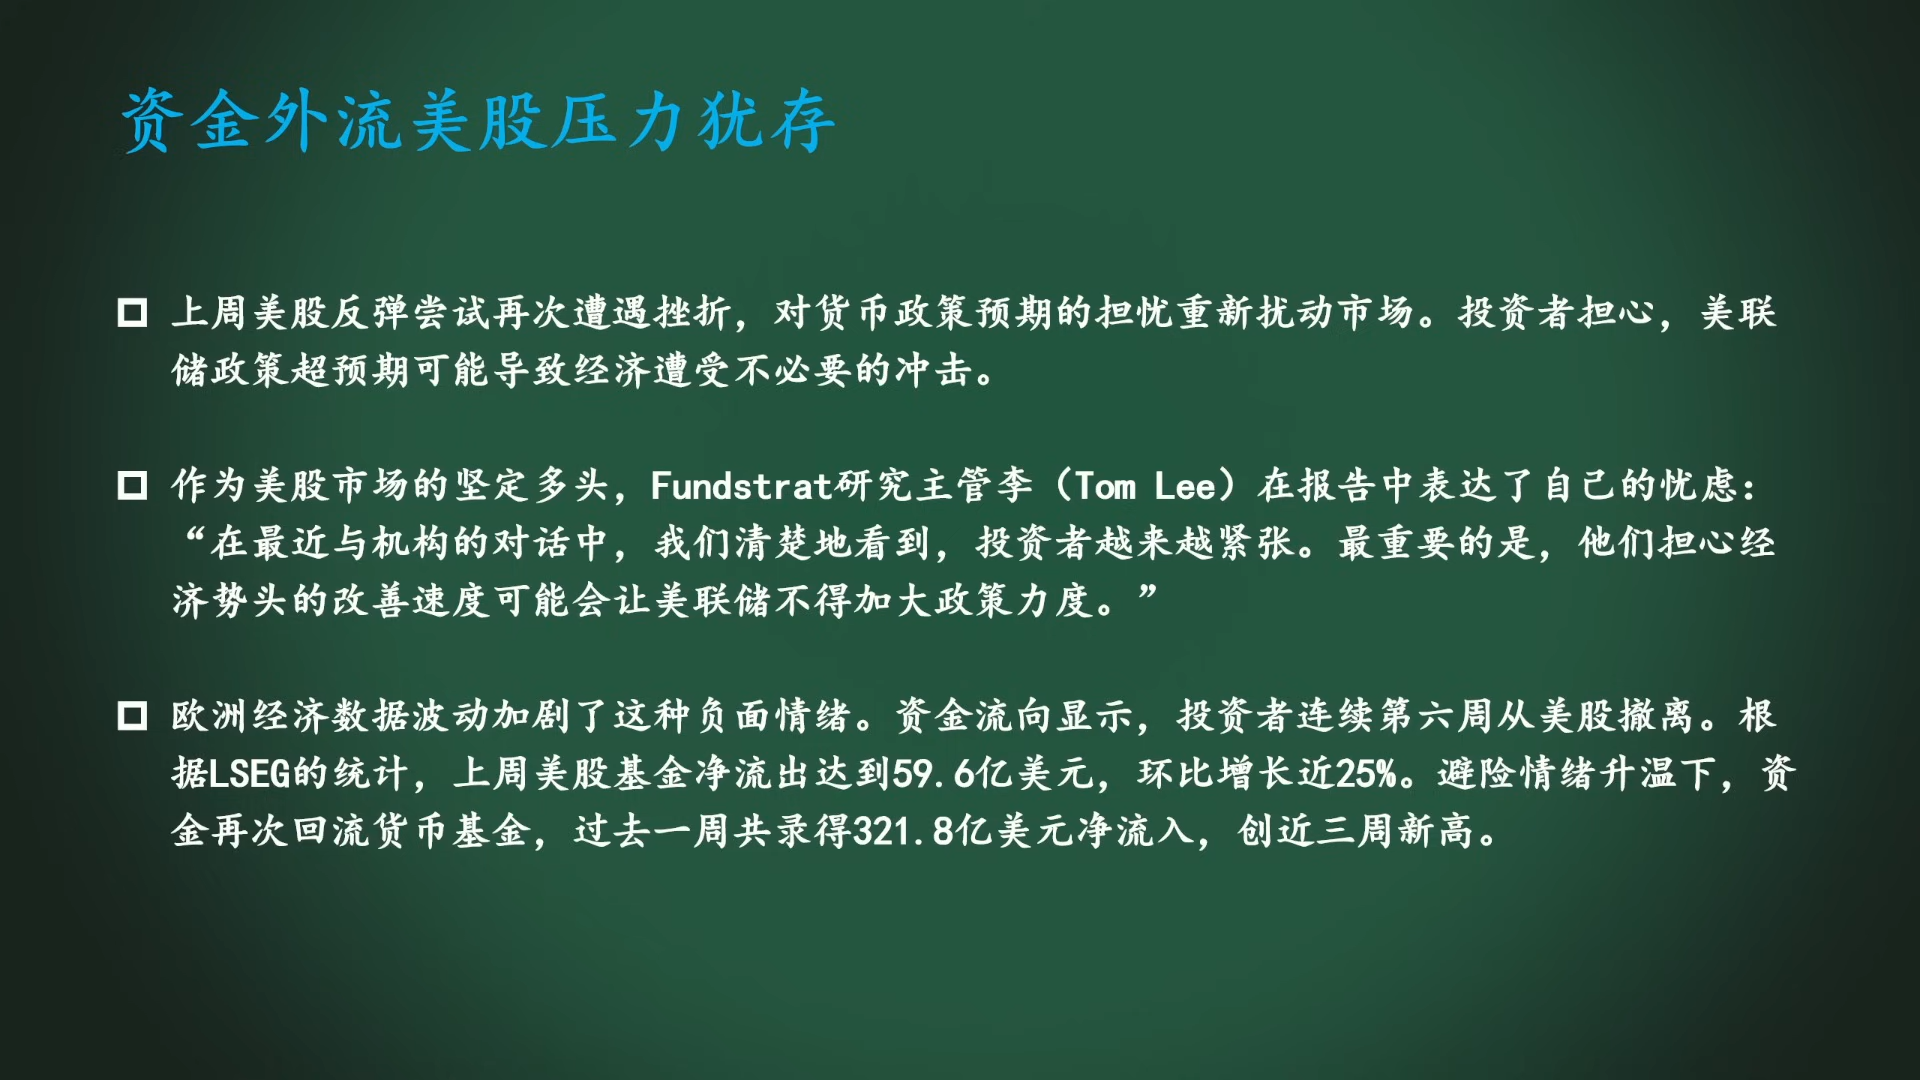 资金外流美股压力犹存
上周美股反弹尝试再次遭遇挫折，对货币政策预期的担忧重新扰动市场。投资者担心，美联
储政策超预期可能导致经济遭受不必要的冲击。
作为美股市场的坚定多头，Fundstrat研究主管李（Tom Lee）在报告中表达了自己的忧虑：
“在最近与机构的对话中，我们清楚地看到，投资者越来越紧张。最重要的是，他们担心经
济势头的改善速度可能会让美联储不得加大政策力度。”
欧洲经济数据波动加剧了这种负面情绪。资金流向显示，投资者连续第六周从美股撤离。根
据LSEG的统计，上周美股基金净流出达到59.6亿美元，环比增长近25%。避险情绪升温下，资
金再次回流货币基金，过去一周共录得321.8亿美元净流入，创近三周新高。